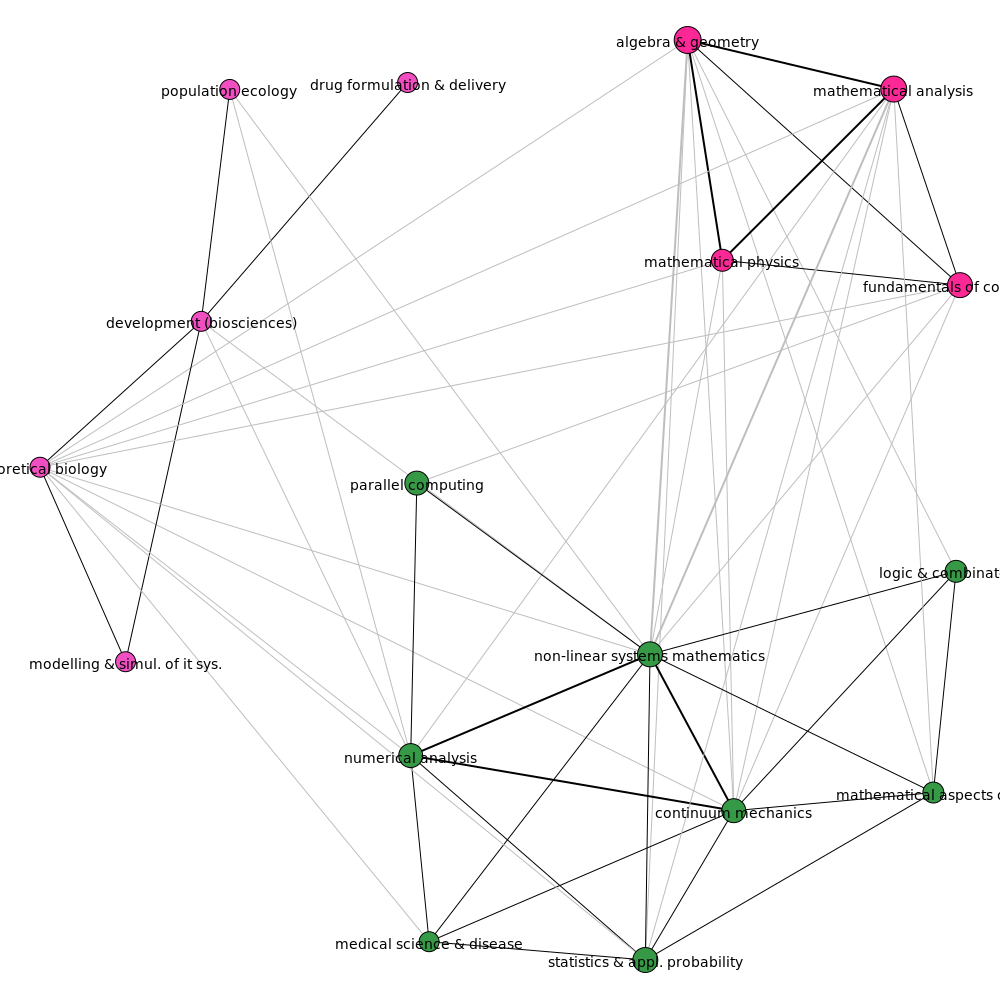 algebra & geometry
population ecology
drug formulation & delivery
mathematical analysis
mathematical physics
fundamentals of co
development (biosciences)
oretical biology
parallel computing
logic & combinat
non-linear systems mathematics
modelling & simul. of it sys.
numerical analysis
mathematical aspects o
continuum mechanics
medical science & disease
statistics & appl. probability